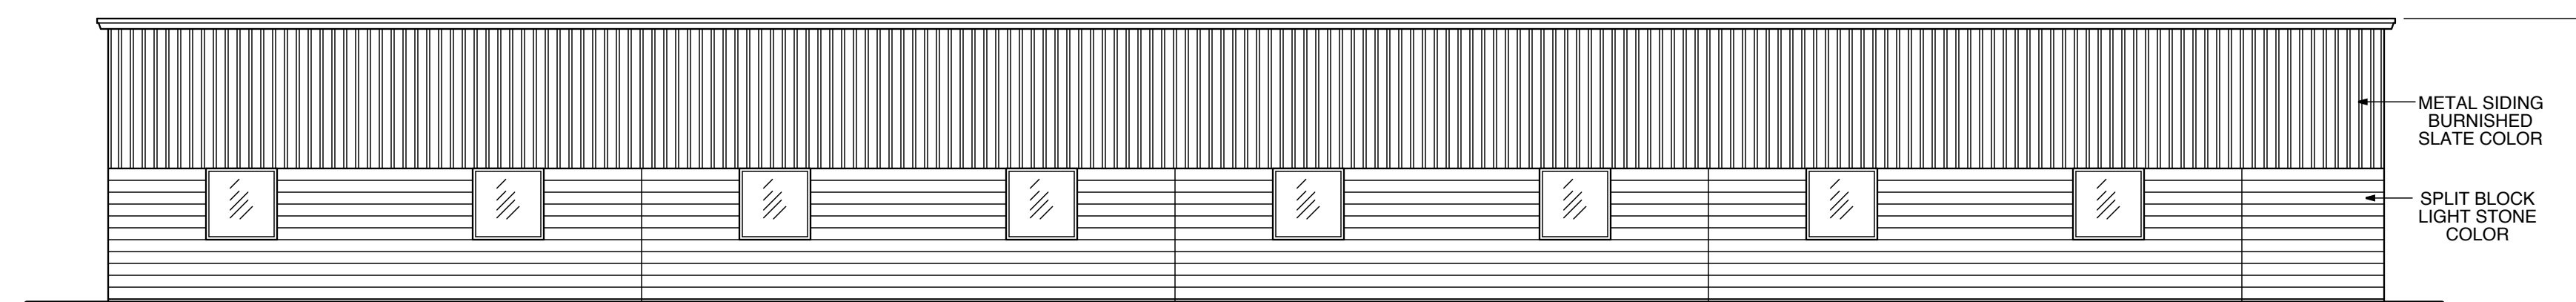 METAL SIDING
BURNISHED
SLATE COLOR
SPLIT BLOCK
LIGHT STONE
COLOR